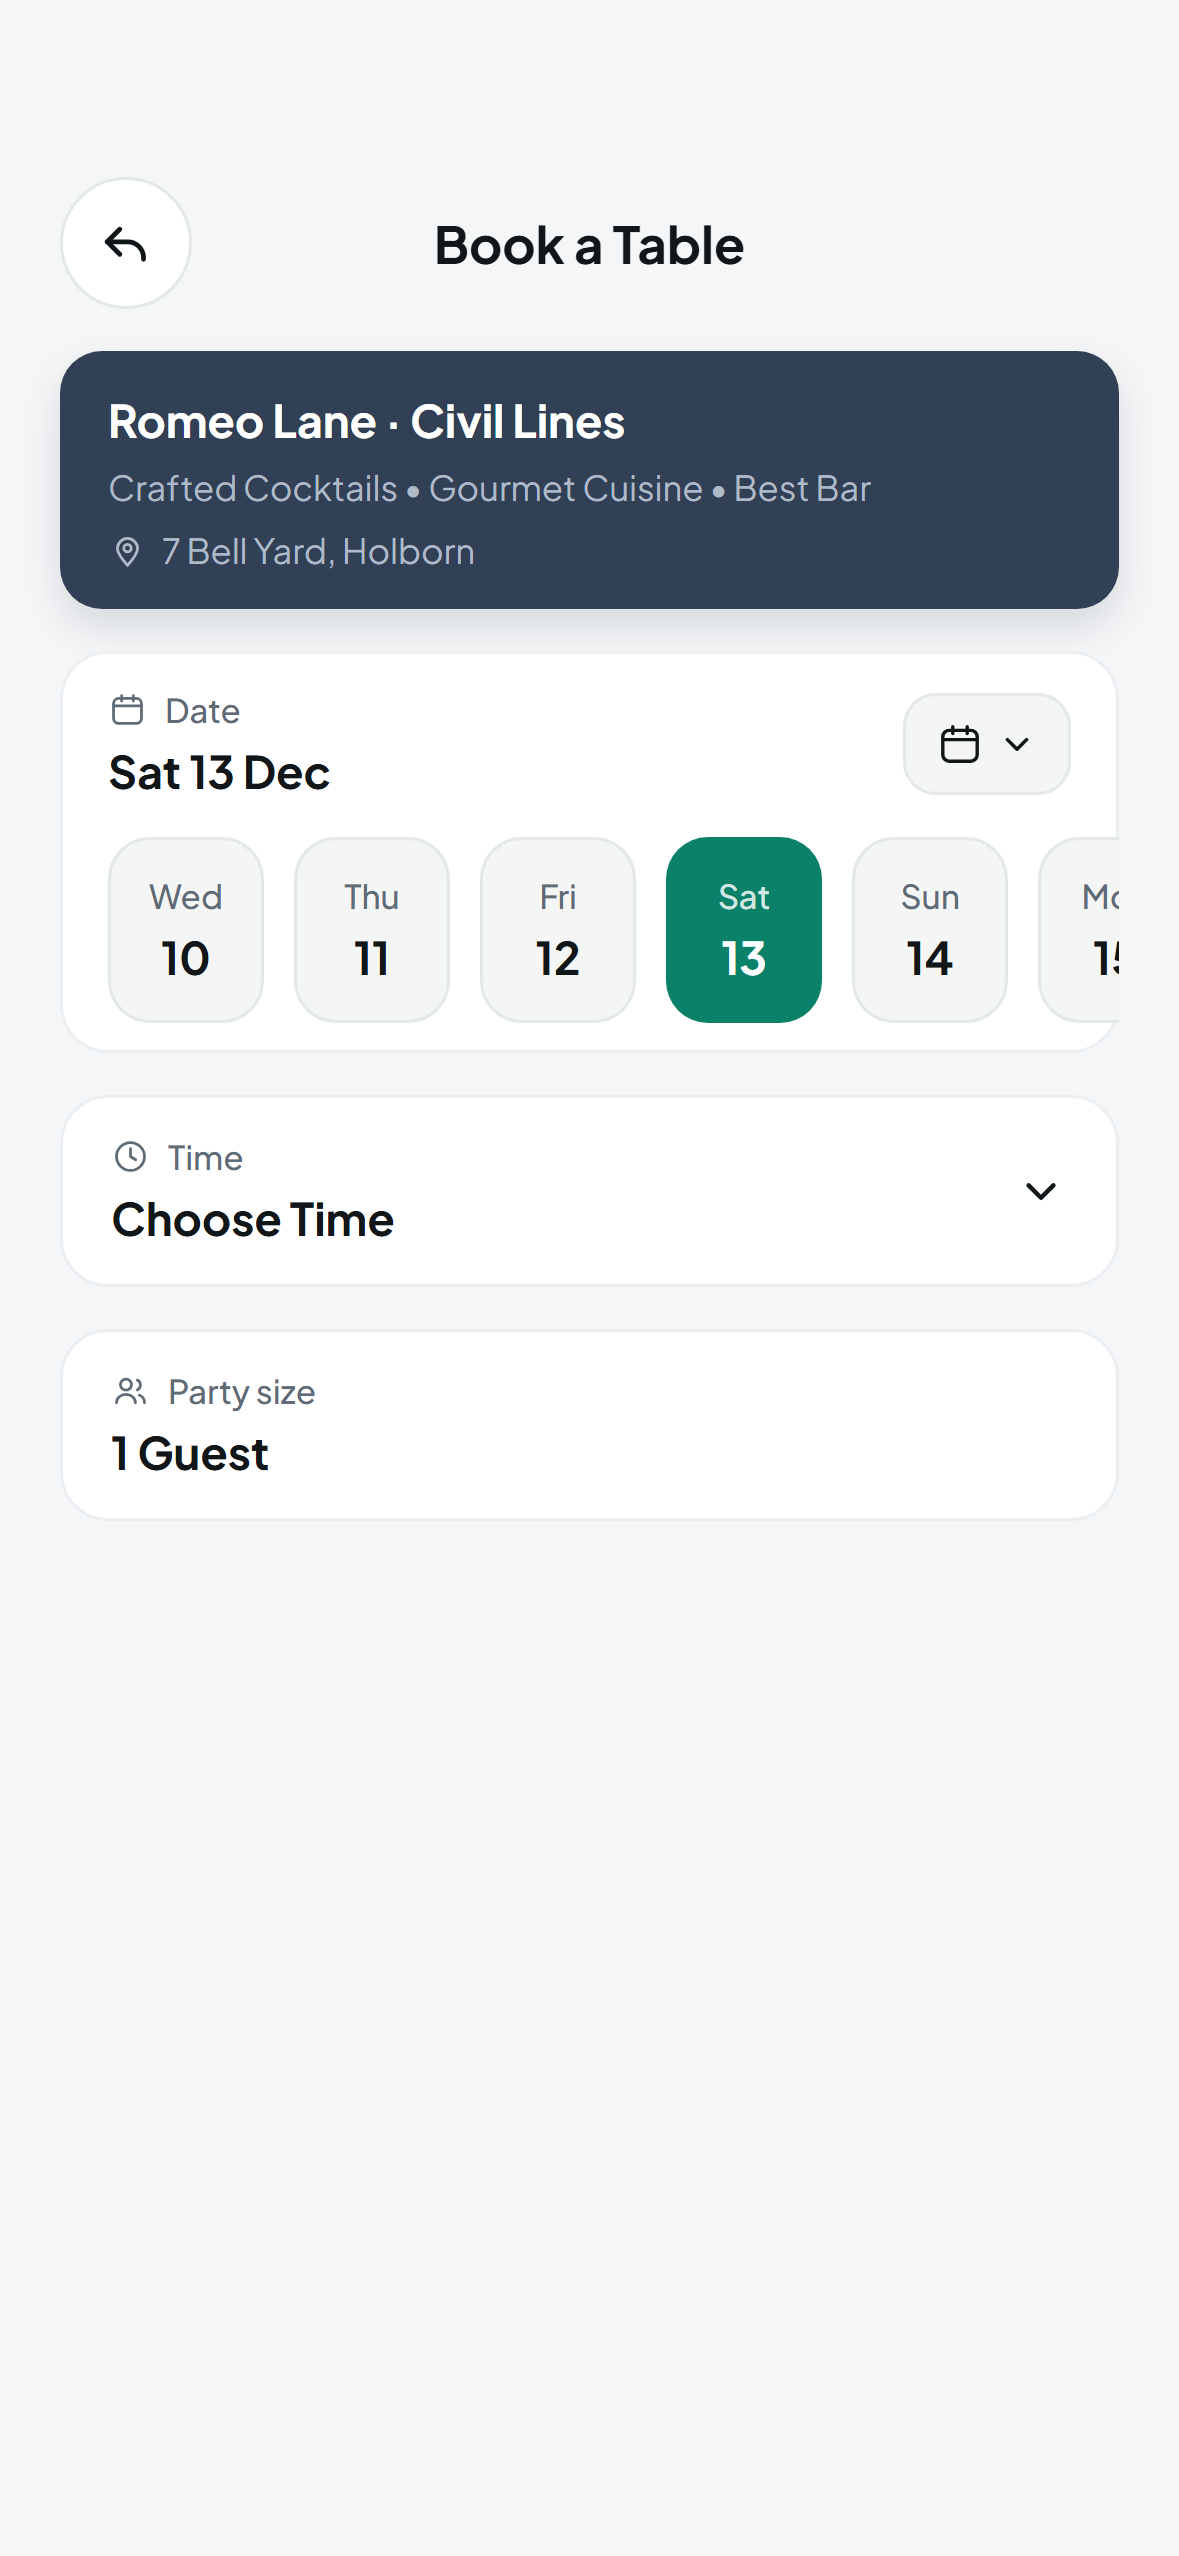 Book a Table
Romeo Lane · Civil Lines
Crafted Cocktails • Gourmet Cuisine • Best Bar
7 Bell Yard, Holborn
Date
Sat 13 Dec
Wed Thu Fri Sat Sun
10 11 12 13 14
Time
Choose Time
Party size
1 Guest